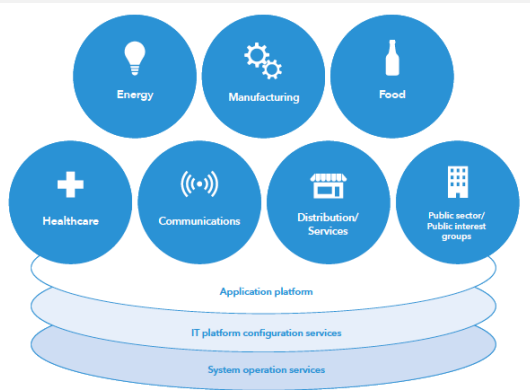 Energy
Manufacturing
Food
Healthcare
Communications
Distribution/
Services
Public sector/
Public interest
groups
Application platform
IT platform configuration services
System operation services